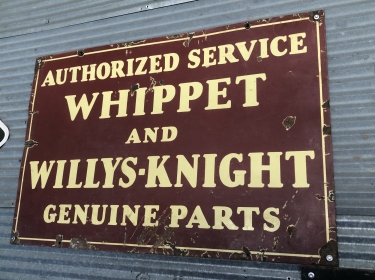 AUTHORIZED SERVICE
WHIPPET
AND
WILLYS-KNIGHT
GENUINE PARTS